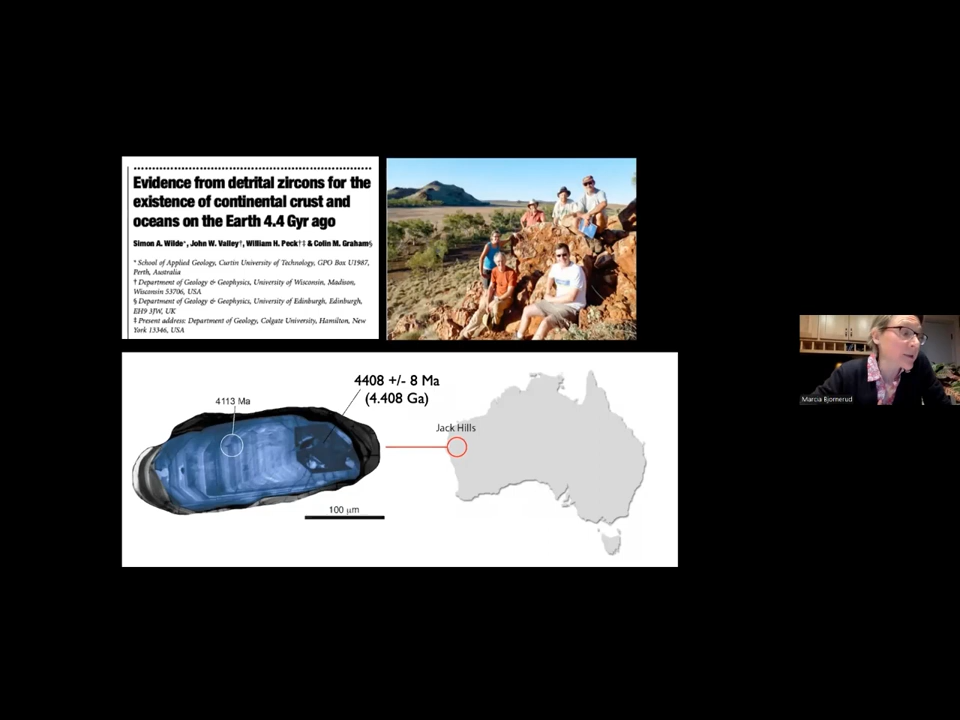 Evidence from detrital zircons for the
existence of continental crust and
oceans on the Earth 4.4 Gyr ago
Simon A. Wilde*, John W. Valley†, William H. Peck†‡ & Colin M. Graham§
* School of Applied Geology, Curtin University of Technology, GPO Box U1987,
Perth, Australia
† Department of Geology & Geophysics, University of Wisconsin, Madison,
Wisconsin 53706, USA
§ Department of Geology & Geophysics, University of Edinburgh, Edinburgh,
EH9 3JW, UK
‡ Present address: Department of Geology, Colgate University, Hamilton, New
York 13346, USA
4408 +/- 8 Ma
(4.408 Ga)
4113 Ma
Jack Hills
100 µm
Marcia Bjornerud